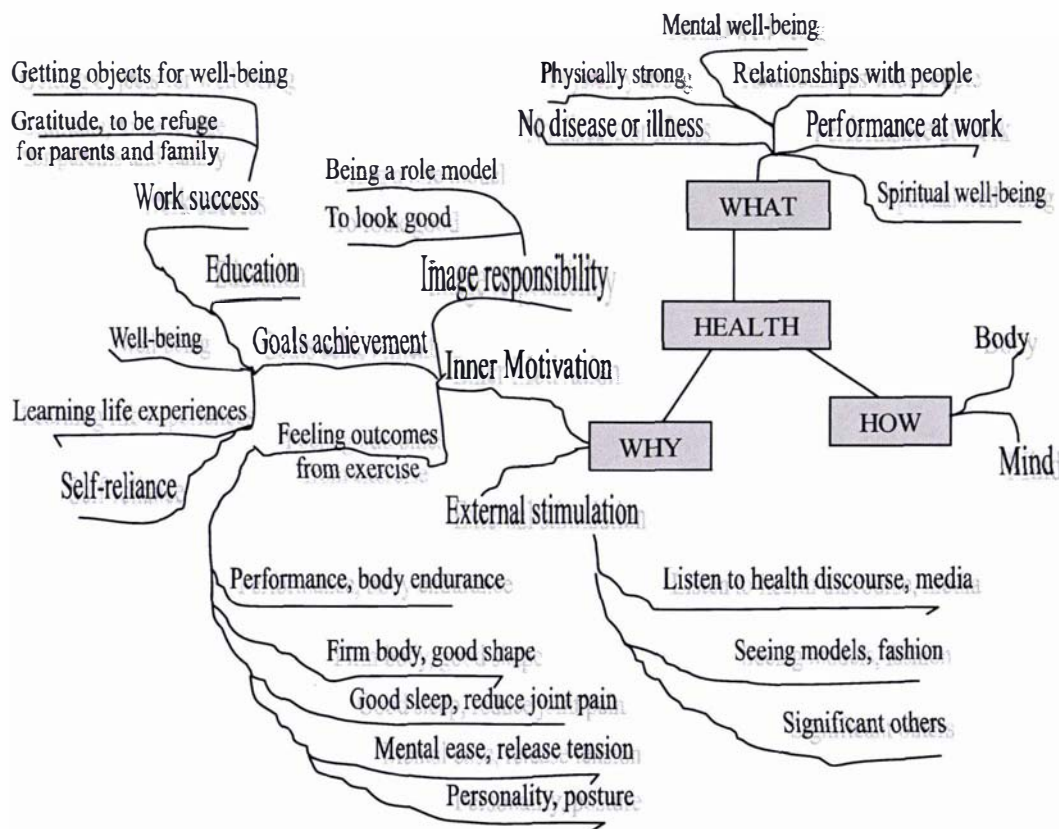 Mental well-being
Getting objects for well-being
Physically strong
Relationships with people
Gratitude, to be refuge
for parents and family
No disease or illness
Performance at work
Being a role model
Work success
To look good
WHAT
Spiritual well-being
Education
Image responsibility
HEALTH
Well-being
Goals achievement
Inner Motivation
Body
Learning life experiences
Feeling outcomes
from exercise
WHY
HOW
Mind
Self-reliance
External stimulation
Performance, body endurance
Listen to health discourse, media
Firm body, good shape
Seeing models, fashion
Good sleep, reduce joint pain
Significant others
Mental ease, release tension
Personality, posture